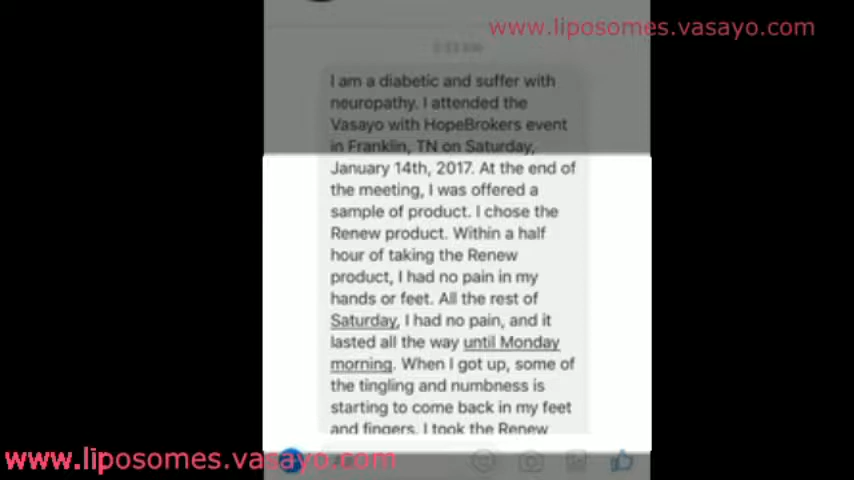 www.liposomes.vasayo.com
I am a diabetic and suffer with
neuropathy. I attended the
Vasayo with HopeBrokers event
in Franklin, TN on Saturday,
January 14th, 2017. At the end of
the meeting, I was offered a
sample of product. I chose the
Renew product. Within a half
hour of taking the Renew
product, I had no pain in my
hands or feet. All the rest of
Saturday, I had no pain, and it
lasted all the way until Monday
morning. When I got up, some of
the tingling and numbness is
starting to come back in my feet
and fingers. I took the Renew
www.liposomes.vasayo.com